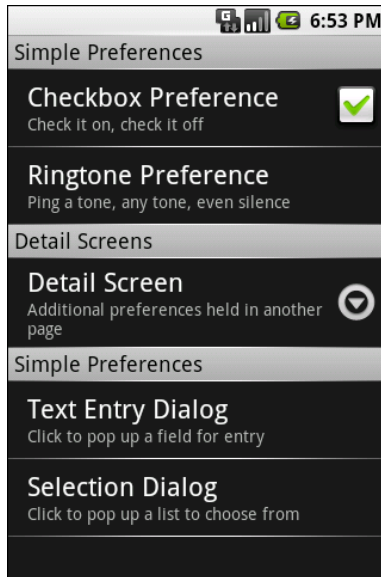 G 6:53 PM
Simple Preferences
Checkbox Preference
Check it on, check it off
Ringtone Preference
Ping a tone, any tone, even silence
Detail Screens
Detail Screen
Additional preferences held in another
page
Simple Preferences
Text Entry Dialog
Click to pop up a field for entry
Selection Dialog
Click to pop up a list to choose from